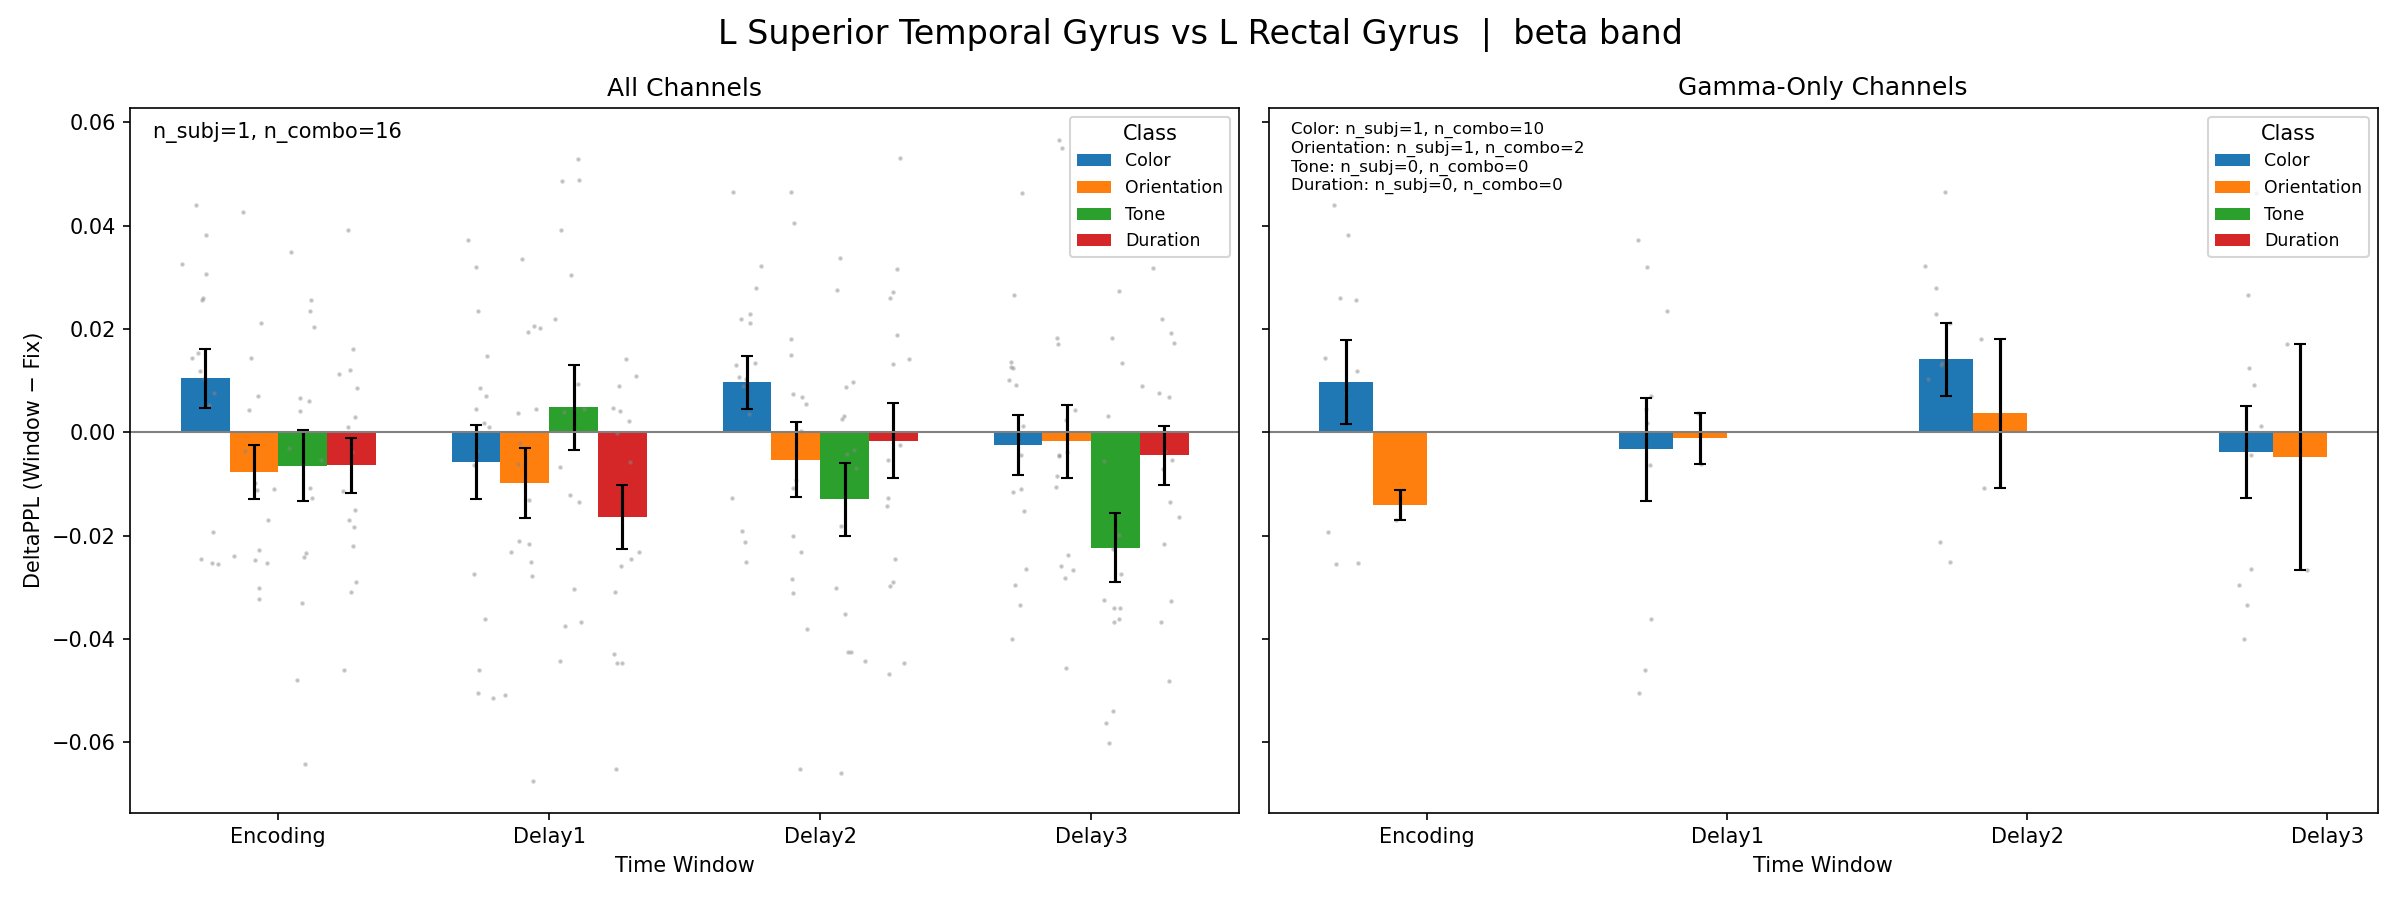 L Superior Temporal Gyrus vs L Rectal Gyrus | beta band
All Channels
n_subj=1, n_combo=16
Class
Color
Orientation
Tone
Duration
0.06
0.04
0.02
0.00
−0.02
−0.04
−0.06
DeltaPPL (Window − Fix)
Encoding
Delay1
Delay2
Delay3
Time Window
Gamma-Only Channels
Color: n_subj=1, n_combo=10
Orientation: n_subj=1, n_combo=2
Tone: n_subj=0, n_combo=0
Duration: n_subj=0, n_combo=0
Class
Color
Orientation
Tone
Duration
Encoding
Delay1
Delay2
Delay3
Time Window